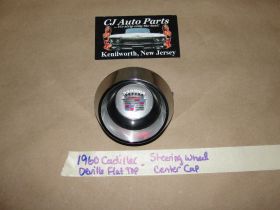 CJ Auto Parts
Kenilworth, New Jersey
1960 Cadillac - Steering Wheel
Deville Flat Top Center Cap